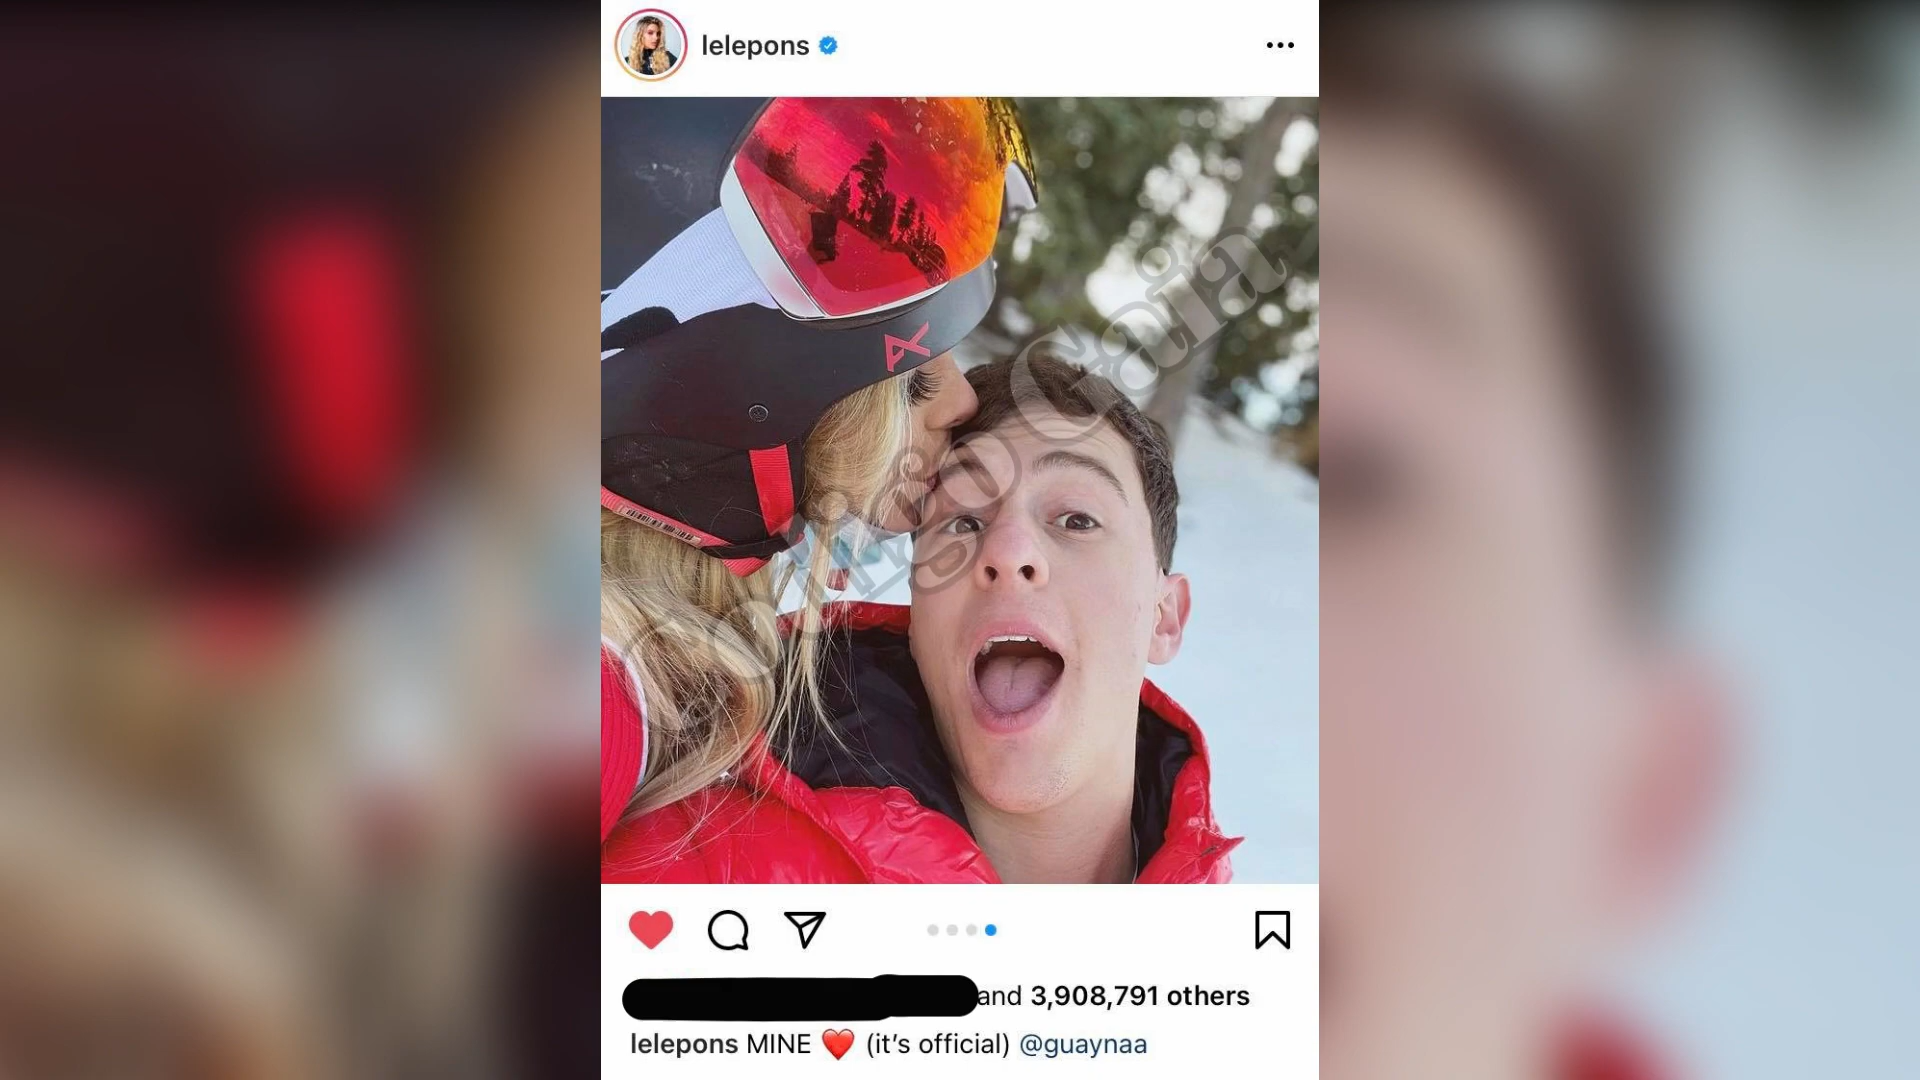 lelepons
and 3,908,791 others
lelepons MINE ❤️ (it’s official) @guaynaa